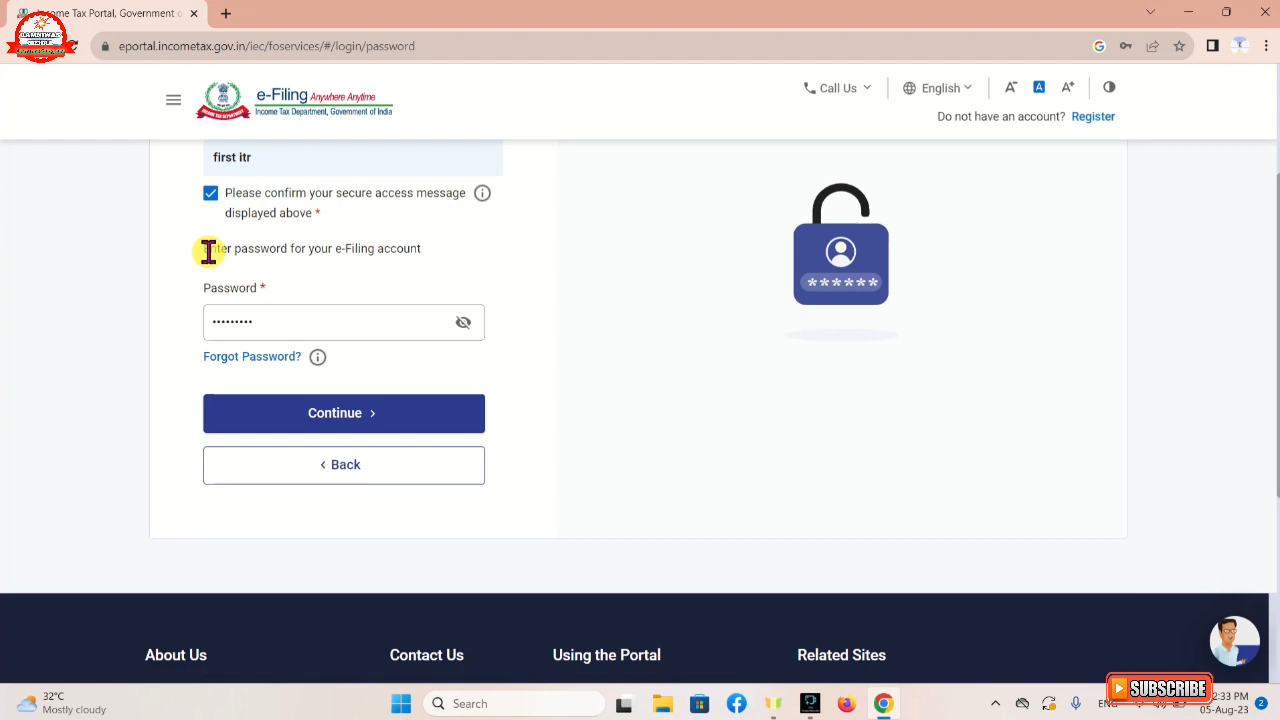 Income Tax Portal, Government o
eportal.incometax.gov.in/iec/foservices/#/login/password
e-Filing Anywhere Anytime
Income Tax Department, Government of India
Call Us
English
A
A
A
Do not have an account? Register
first itr
Please confirm your secure access message
displayed above *
Enter password for your e-Filing account
Password *
•••••••••
Forgot Password?
Continue >
< Back
******
About Us
Contact Us
Using the Portal
Related Sites
SUBSCRIBE
32°C
Mostly cloudy
Search
ENG
2:33 PM
05-Aug-23
2